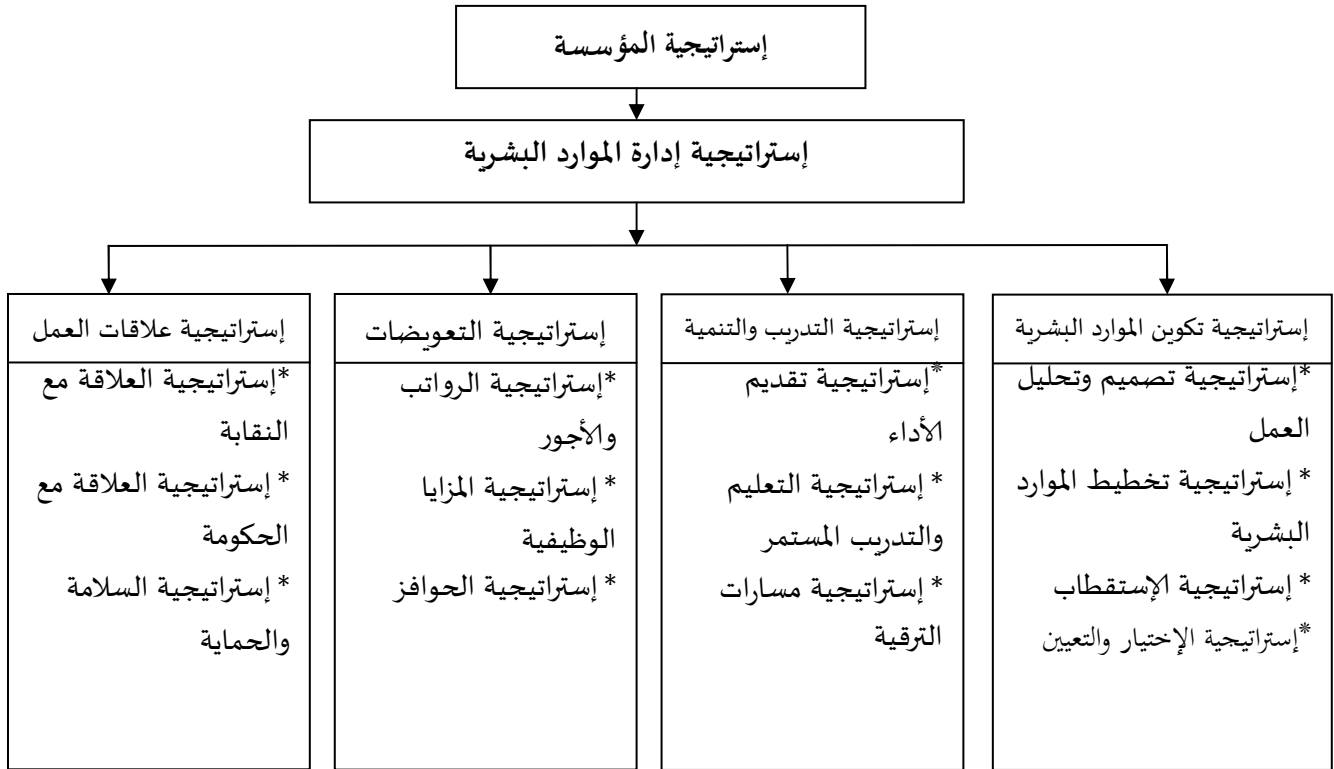 إستراتيجية المؤسسة
إستراتيجية إدارة الموارد البشرية
إستراتيجية تكوين الموارد البشرية
*إستراتيجية تصميم وتحليل
العمل
* إستراتيجية تخطيط الموارد
البشرية
* إستراتيجية الإستقطاب
*إستراتيجية الإختيار والتعيين
إستراتيجية التدريب والتنمية
*إستراتيجية تقديم
الأداء
* إستراتيجية التعليم
والتدريب المستمر
* إستراتيجية مسارات
الترقية
إستراتيجية التعويضات
*إستراتيجية الرواتب
والأجور
* إستراتيجية المزايا
الوظيفية
* إستراتيجية الحوافز
إستراتيجية علاقات العمل
*إستراتيجية العلاقة مع
النقابة
* إستراتيجية العلاقة مع
الحكومة
* إستراتيجية السلامة
والحماية